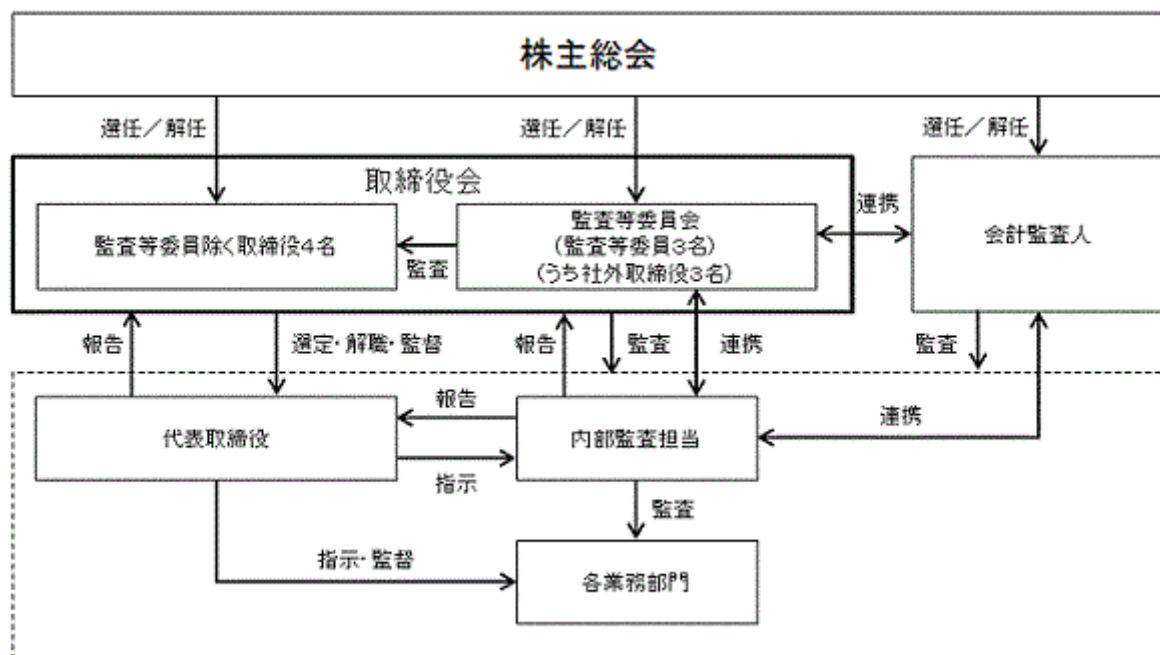 株主総会
選任／解任
選任／解任
選任／解任
取締役会
監査等委員除く取締役４名
監査
監査等委員会
（監査等委員３名）
（うち社外取締役３名）
連携
会計監査人
報告
選定・解職・監督
報告
監査
連携
監査
代表取締役
報告
指示
内部監査担当
連携
監査
指示・監督
各業務部門